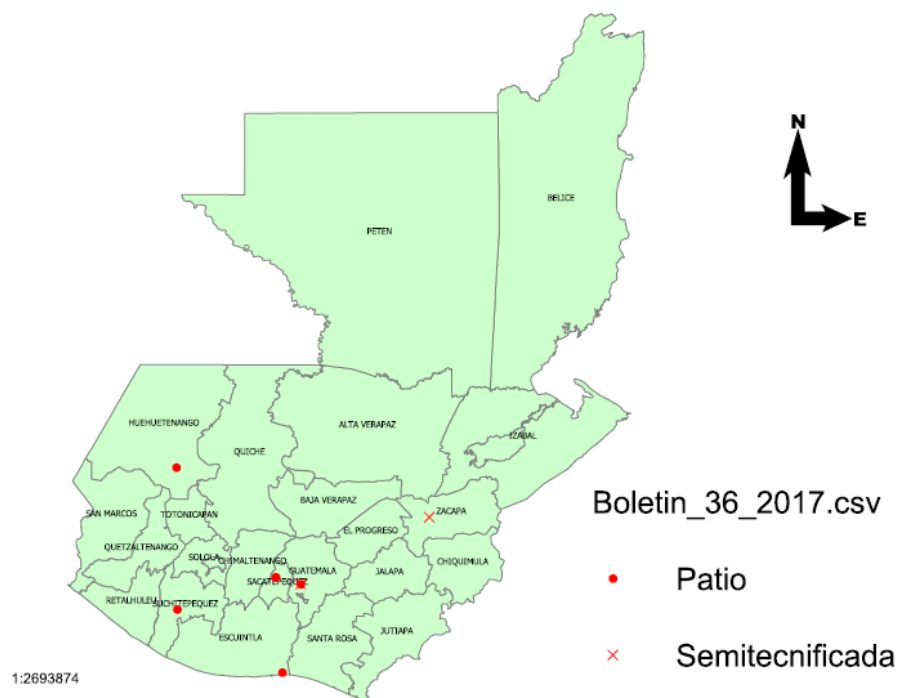 N
E
BELICE
PETEN
HUEHUETENANGO
ALTA VERAPAZ
QUICHE
IZABAL
BAJA VERAPAZ
ZACAPA
SAN MARCOS
TOTONICAPAN
EL PROGRESO
QUETZALTENANGO
SOLOLA
CHIMALTENANGO
GUATEMALA
JALAPA
CHIQUIMULA
SACATEPEQUEZ
RETALHULEU
SUCHITEPEQUEZ
ESCUINTLA
SANTA ROSA
JUTIAPA
Boletin_36_2017.csv
Patio
Semitecnificada
1:2693874